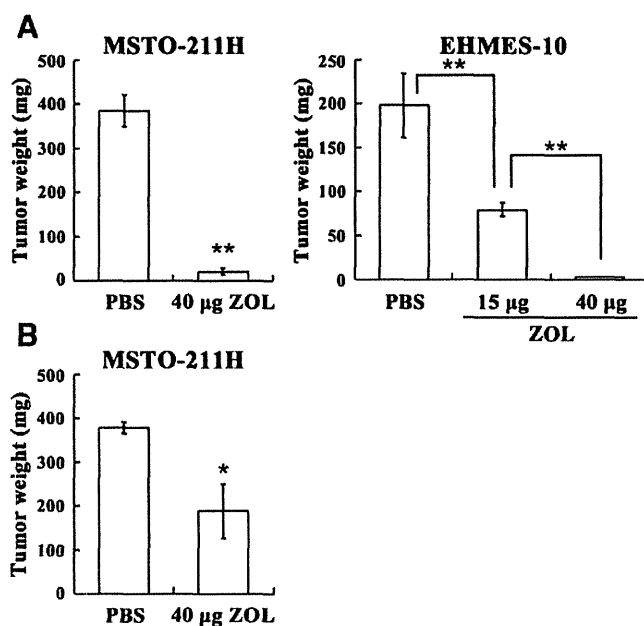 A
MSTO-211H
Tumor weight (mg)
500
400
300
200
100
0
**
PBS 40 µg ZOL
EHMES-10
Tumor weight (mg)
250
200
150
100
50
0
**
**
PBS 15 µg 40 µg
ZOL
B
MSTO-211H
Tumor weight (mg)
500
400
300
200
100
0
*
PBS 40 µg ZOL